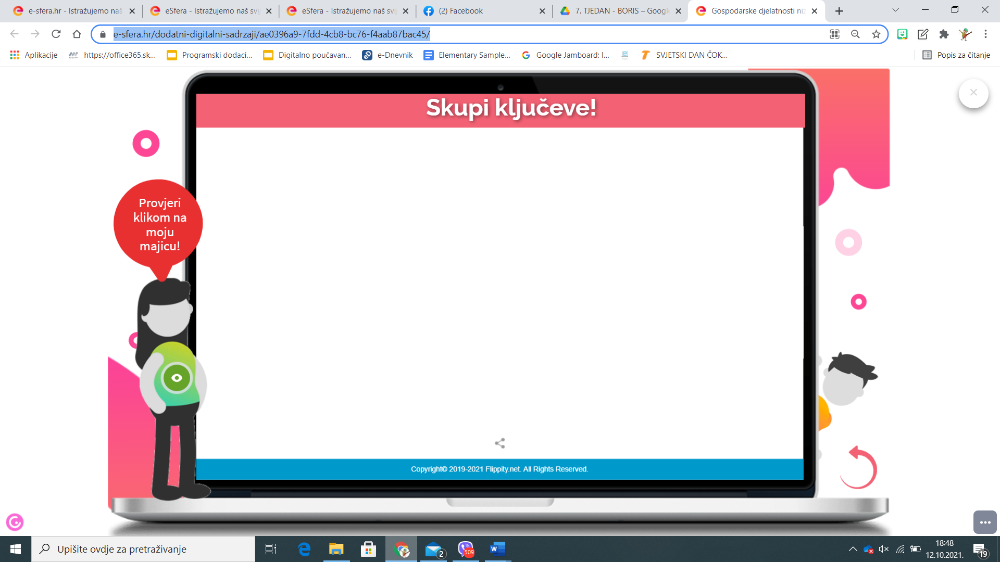 e-sfera.hr - Istražujemo naš
eSfera - Istražujemo naš svij
eSfera - Istražujemo naš svij
(2) Facebook
7. TJEDAN - BORIS – Google
Gospodarske djelatnosti niz
e-sfera.hr/dodatni-digitalni-sadrzaji/ae0396a9-7fdd-4cb8-bc76-f4aab87bac45/
Aplikacije
https://office365.sk...
Programski dodaci...
Digitalno poučavan...
e-Dnevnik
Elementary Sample...
Google Jamboard: I...
SVJETSKI DAN ČOK...
Popis za čitanje
Skupi ključeve!
Provjeri
klikom na
moju
majicu!
Copyright© 2019-2021 Flippity.net. All Rights Reserved.
Upišite ovdje za pretraživanje
2
509
18:48
12.10.2021.
19